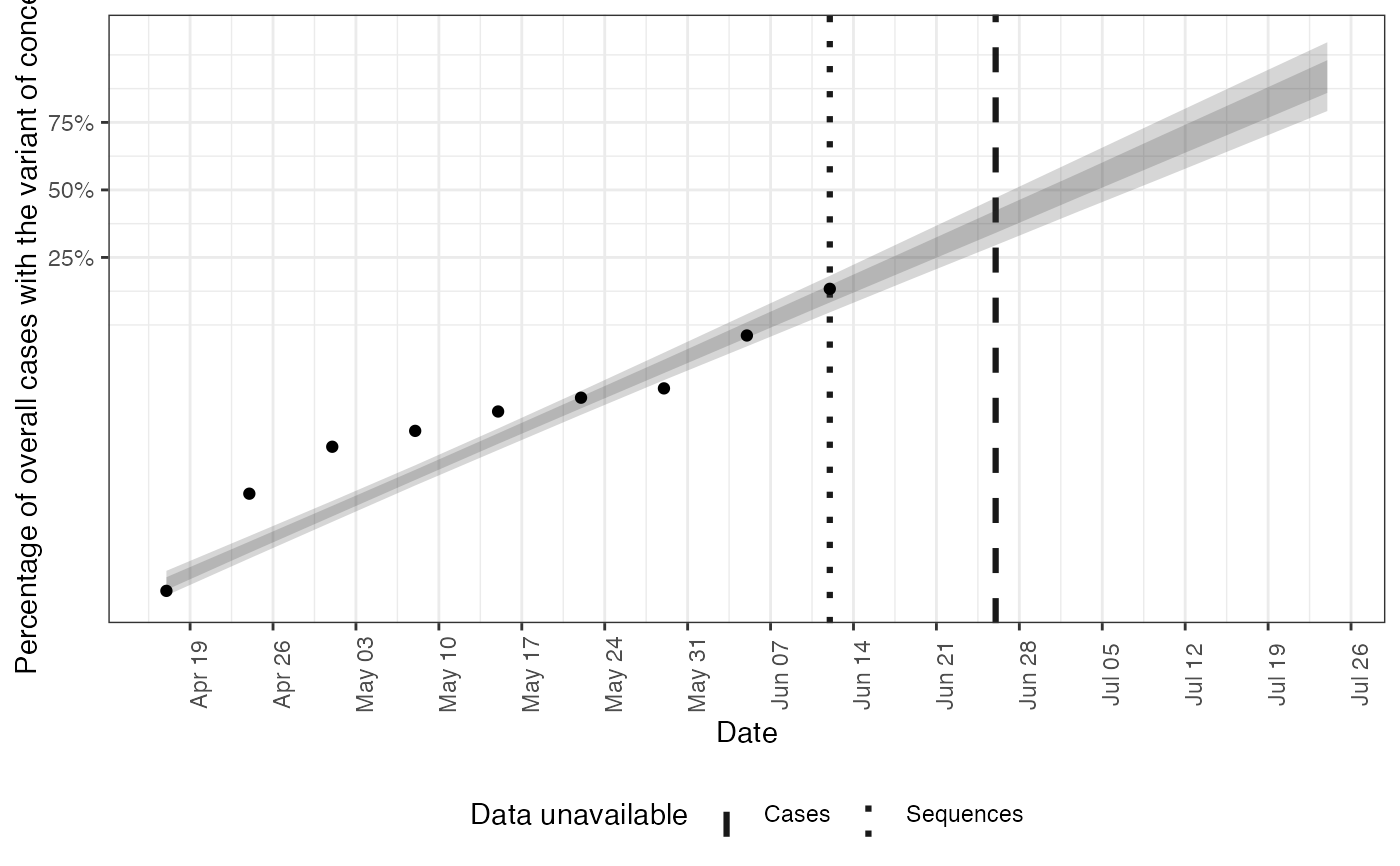 Percentage of overall cases with the variant of conce
75%
50%
25%
Apr 19
Apr 26
May 03
May 10
May 17
May 24
May 31
Jun 07
Jun 14
Jun 21
Jun 28
Jul 05
Jul 12
Jul 19
Jul 26
Date
Data unavailable Cases Sequences